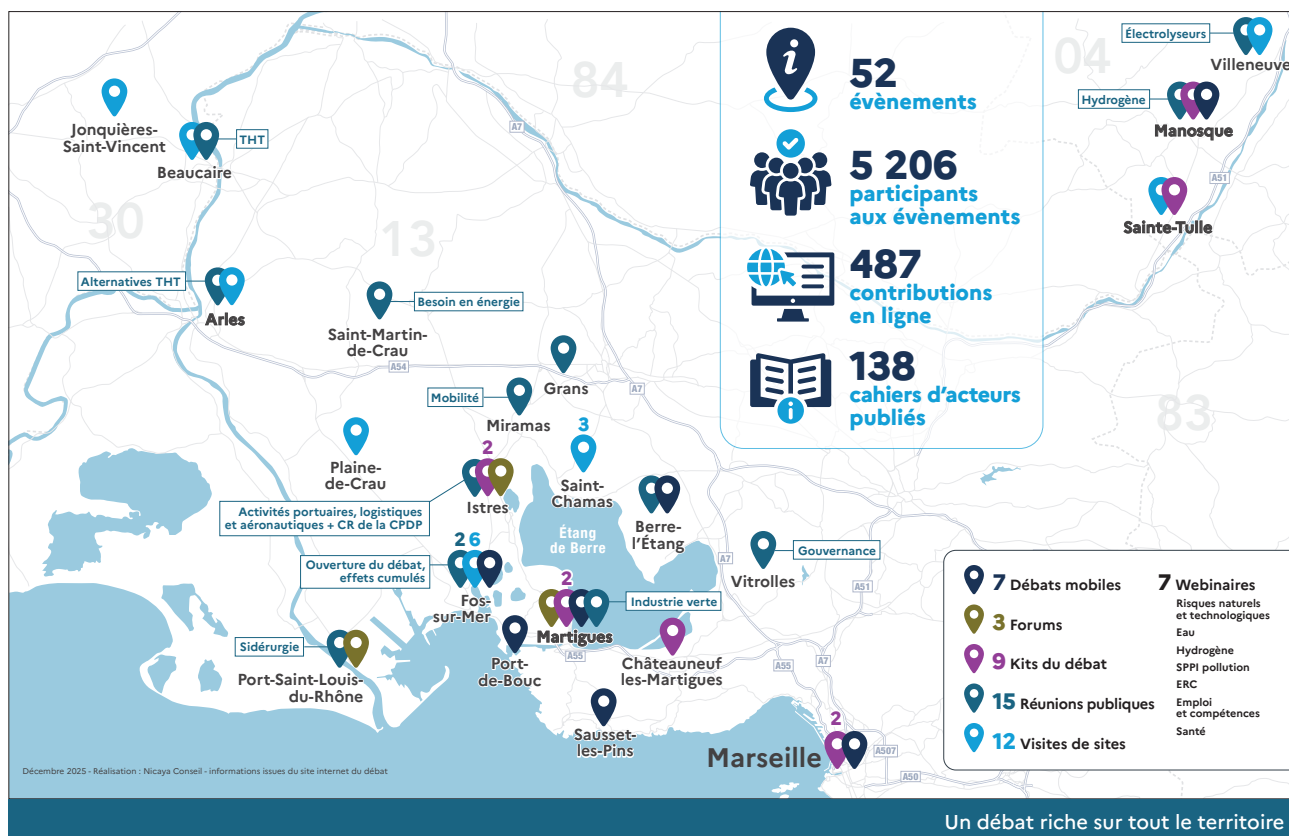 52
évènements
5 206
participants
aux évènements
487
contributions
en ligne
138
cahiers d'acteurs
publiés
04
84
30
13
83
Électrolyseurs
Villeneuve
Hydrogène
Manosque
A51
Sainte-Tulle
Jonquières-
Saint-Vincent
THT
Beaucaire
A7
Alternatives THT
Arles
Besoin en énergie
Saint-Martin-
de-Crau
A54
Grans
A7
Mobilité
Miramas
Plaine-
de-Crau
2
Istres
Activités portuaires, logistiques
et aéronautiques + CR de la CPDP
3
Saint-
Chamas
Étang
de Berre
Berre-
l'Étang
A7
Gouvernance
Vitrolles
A51
Ouverture du débat,
effets cumulés
2 6
Fos-
sur-Mer
2
Martigues
Industrie verte
Sidérurgie
Port-Saint-Louis-
du-Rhône
Port-
de-Bouc
A55
Châteauneuf
les-Martigues
A55
A7
Sausset-
les-Pins
2
Marseille
A507
A50
7 Débats mobiles
3 Forums
9 Kits du débat
15 Réunions publiques
12 Visites de sites
7 Webinaires
Risques naturels
et technologiques
Eau
Hydrogène
SPPI pollution
ERC
Emploi
et compétences
Santé
Décembre 2025 - Réalisation : Nicaya Conseil - informations issues du site internet du débat
Un débat riche sur tout le territoire